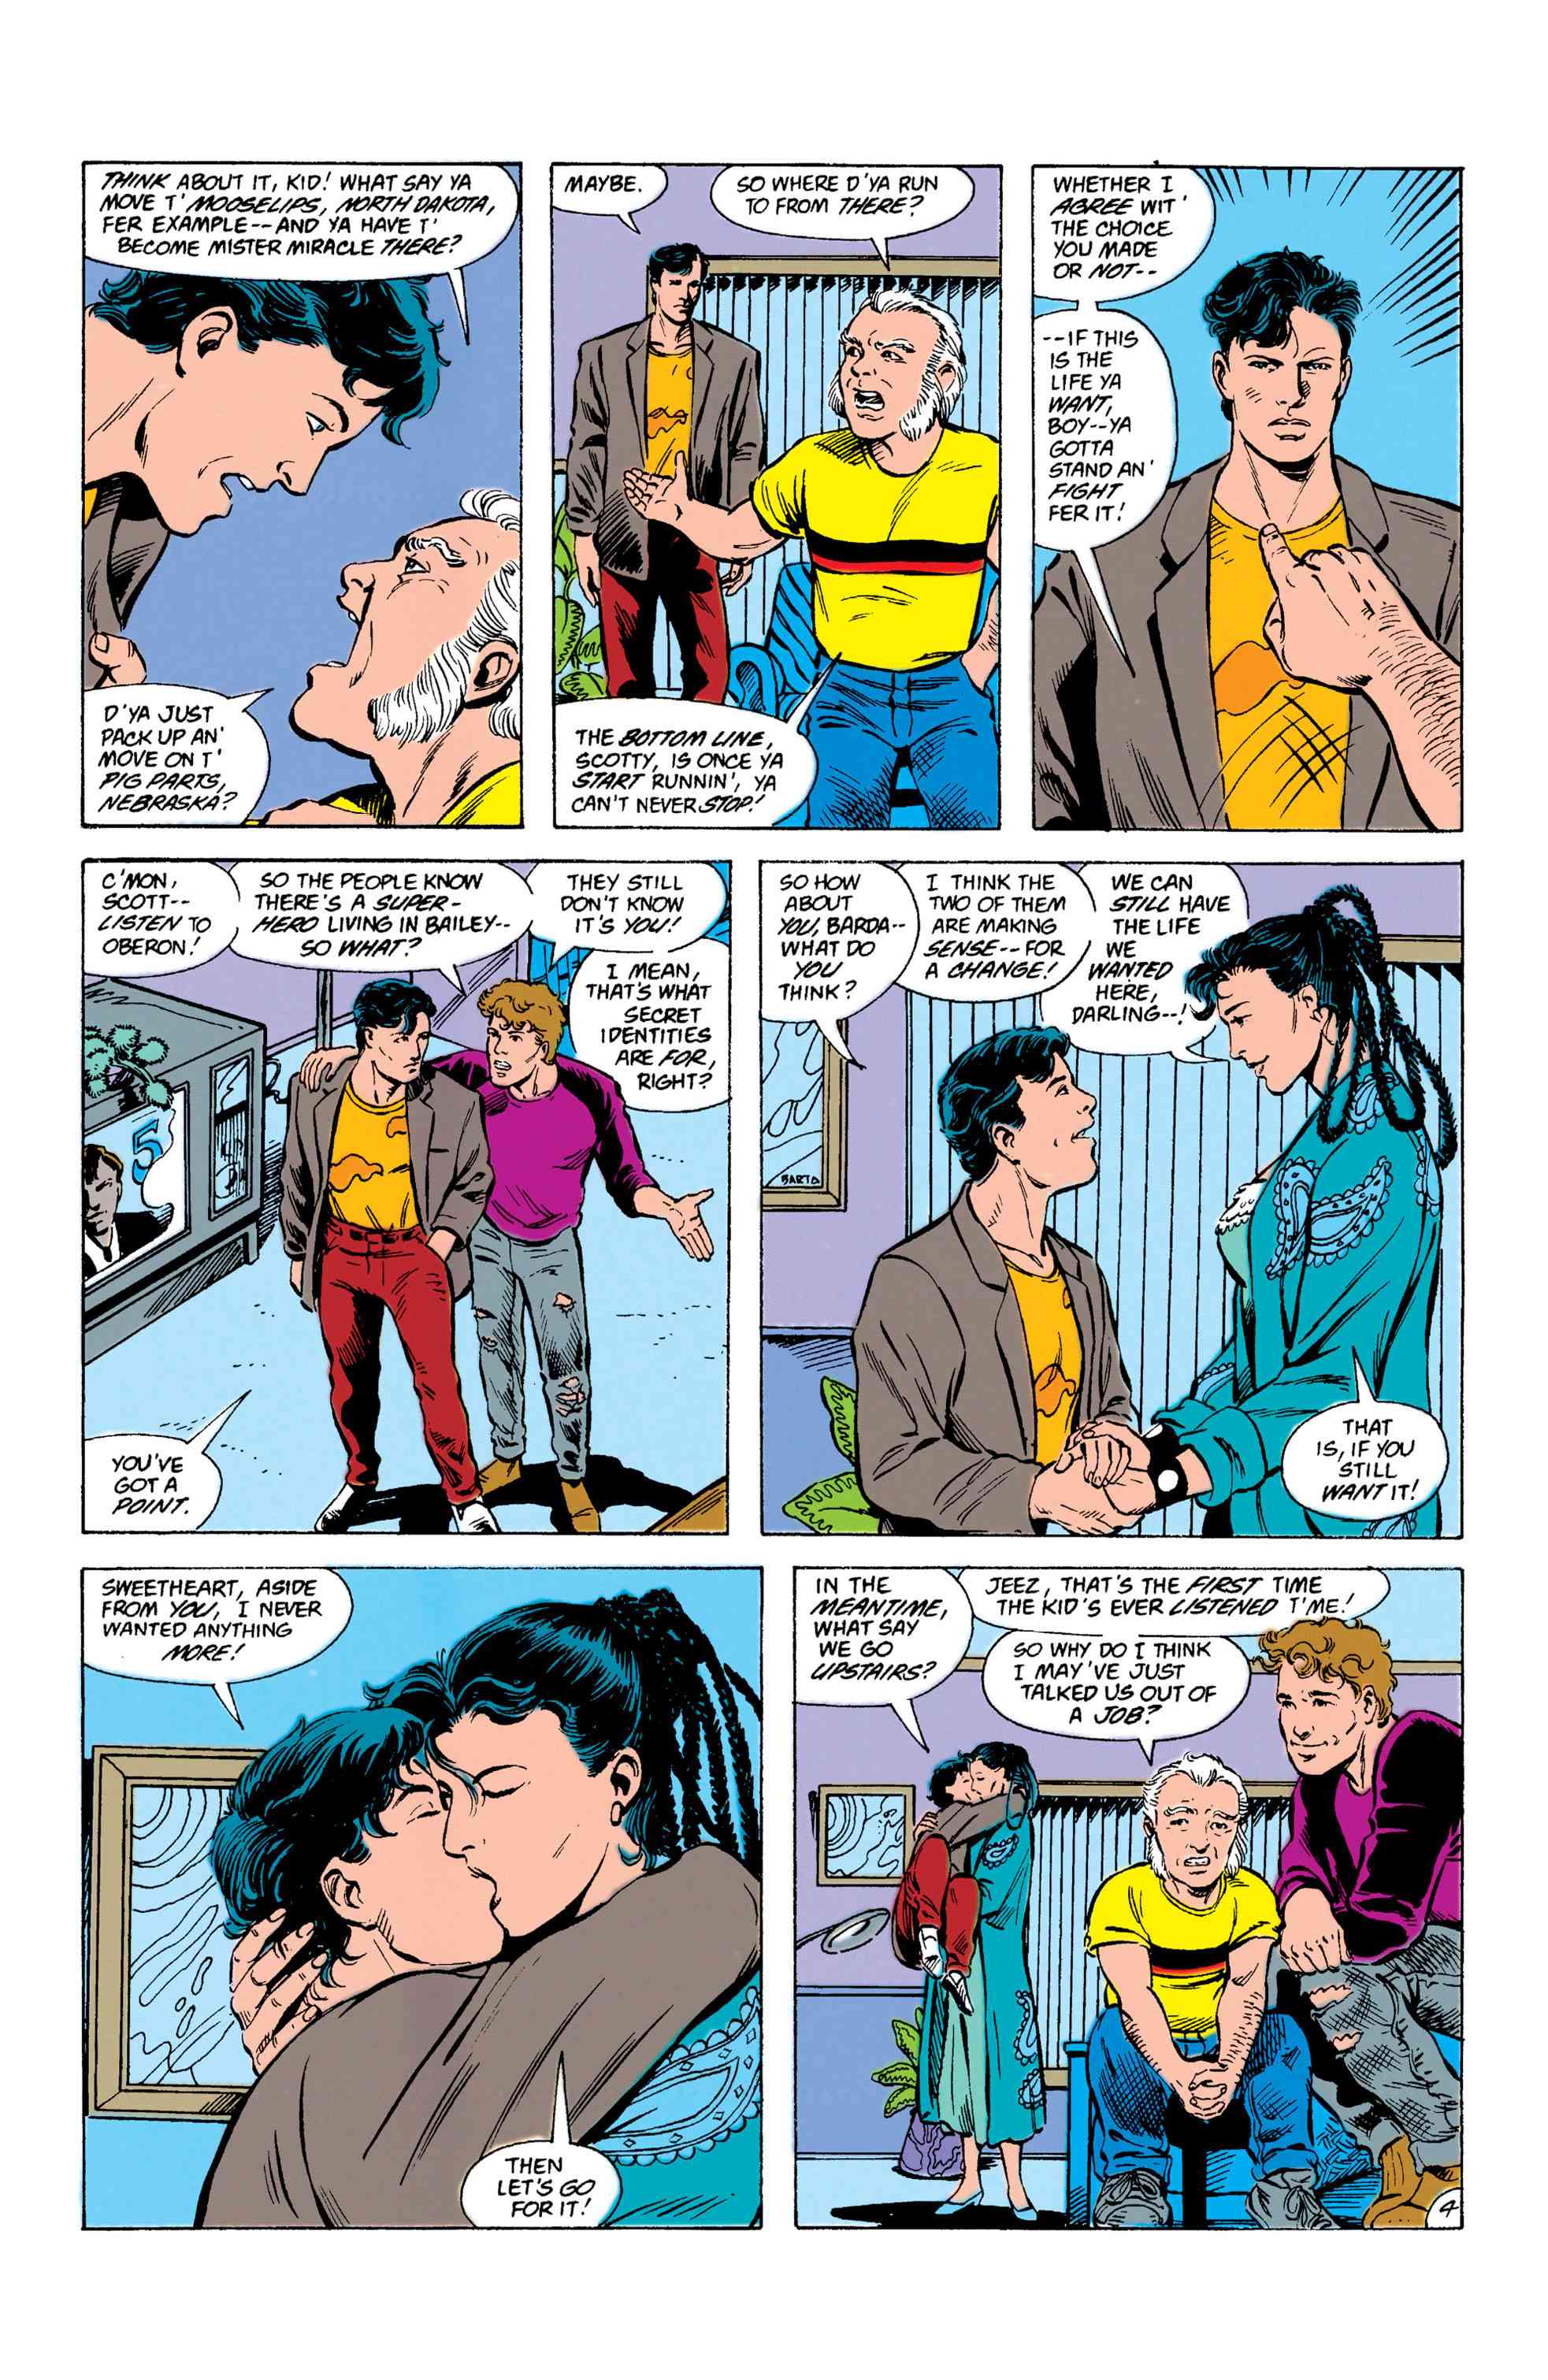 THINK ABOUT IT, KID! WHAT SAY YA
MOVE T' MOOSELIPS, NORTH DAKOTA,
FER EXAMPLE--AND YA HAVE T'
BECOME MISTER MIRACLE THERE?
D'YA JUST
PACK UP AN'
MOVE ON T'
PIG PARTS,
NEBRASKA?
MAYBE.
SO WHERE D'YA RUN
TO FROM THERE?
THE BOTTOM LINE,
SCOTTY, IS ONCE YA
START RUNNIN', YA
CAN'T NEVER STOP!
WHETHER I
AGREE WIT'
THE CHOICE
YOU MADE
OR NOT--
--IF THIS
IS THE
LIFE YA
WANT,
BOY--YA
GOTTA
STAND AN'
FIGHT
FER IT!
C'MON,
SCOTT--
LISTEN TO
OBERON!
SO THE PEOPLE KNOW
THERE'S A SUPER-
HERO LIVING IN BAILEY--
SO WHAT?
THEY STILL
DON'T KNOW
IT'S YOU!
I MEAN,
THAT'S WHAT
SECRET
IDENTITIES
ARE FOR,
RIGHT?
5
YOU'VE
GOT A
POINT.
SO HOW
ABOUT
YOU, BARDA--
WHAT DO
YOU
THINK?
I THINK THE
TWO OF THEM
ARE MAKING
SENSE--FOR
A CHANGE!
WE CAN
STILL HAVE
THE LIFE
WE
WANTED
HERE,
DARLING--!
BARTA
THAT
IS, IF YOU
STILL
WANT IT!
SWEETHEART, ASIDE
FROM YOU, I NEVER
WANTED ANYTHING
MORE!
THEN
LET'S GO
FOR IT!
IN THE
MEANTIME,
WHAT SAY
WE GO
UPSTAIRS?
JEEZ, THAT'S THE FIRST TIME
THE KID'S EVER LISTENED T'ME!
SO WHY DO I THINK
I MAY'VE JUST
TALKED US OUT OF
A JOB?
4